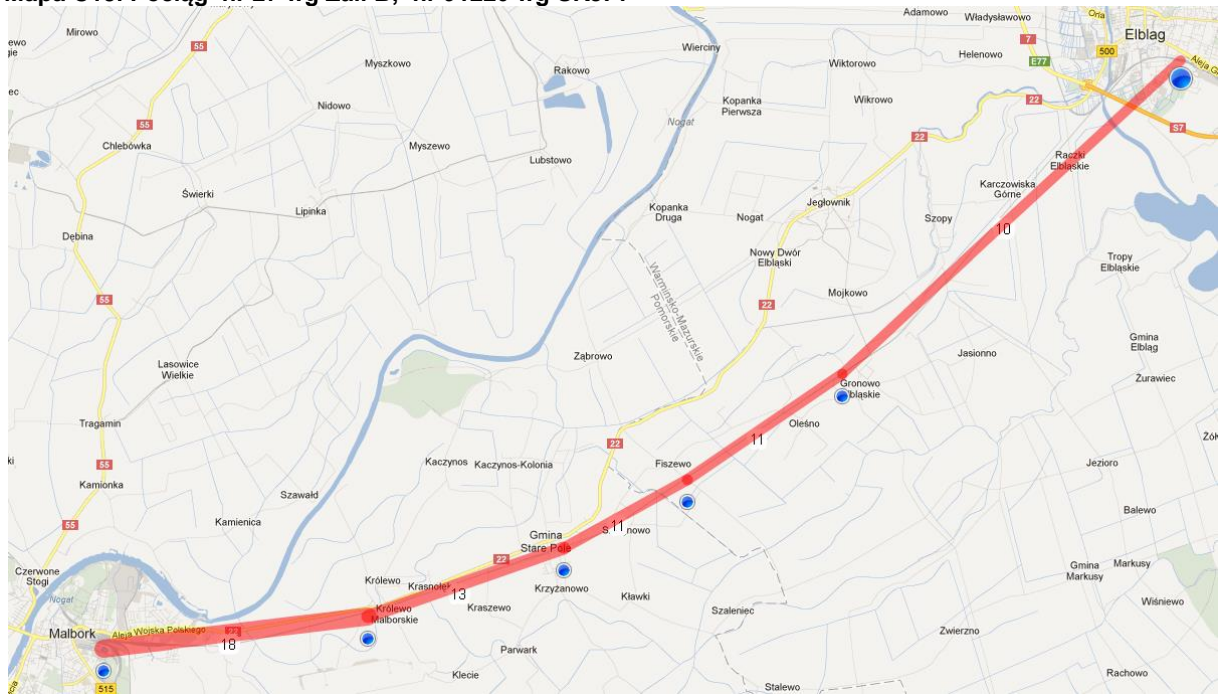 Mirowo
55
Myszkowo
Rakowo
Wierciny
Adamowo
Władysławowo
Oria
Elbląg
7
Helenowo
E77
500
Aleja G
Wiktorowo
22
Nidowo
Kopanka
Pierwsza
Wikrowo
Nogat
S7
55
Chlebówka
Myszewo
Lubstowo
22
Raczki
Elbląskie
Karczowiska
Górne
Świerki
Lipinka
Kopanka
Druga
Nogat
Jegłownik
Szopy
10
Dębina
Nowy Dwór
Elbląski
Tropy
Elbląskie
Warmińsko-Mazurskie
Pomorskie
Mojkowo
55
22
Gmina
Elbląg
Lasowice
Wielkie
Ząbrowo
Jasionno
Żurawiec
Gronowo
Elbląskie
Tragamin
Oleśno
11
22
55
Kaczynos
Kaczynos-Kolonia
Fiszewo
Jezioro
Kamionka
Szawałd
Balewo
55
Kamienica
Gmina
Stare Pole
11
22
Czerwone
Stogi
Królewo
Krzyżanowo
13
Kławki
Gmina
Markusy
Markusy
Nogat
Królewo
Malborskie
Kraszewo
Szaleniec
Wiśniewo
Malbork
Aleja Wojska Polskiego
18
Zwierzno
Parwark
Klecie
Rachowo
515
Stalewo